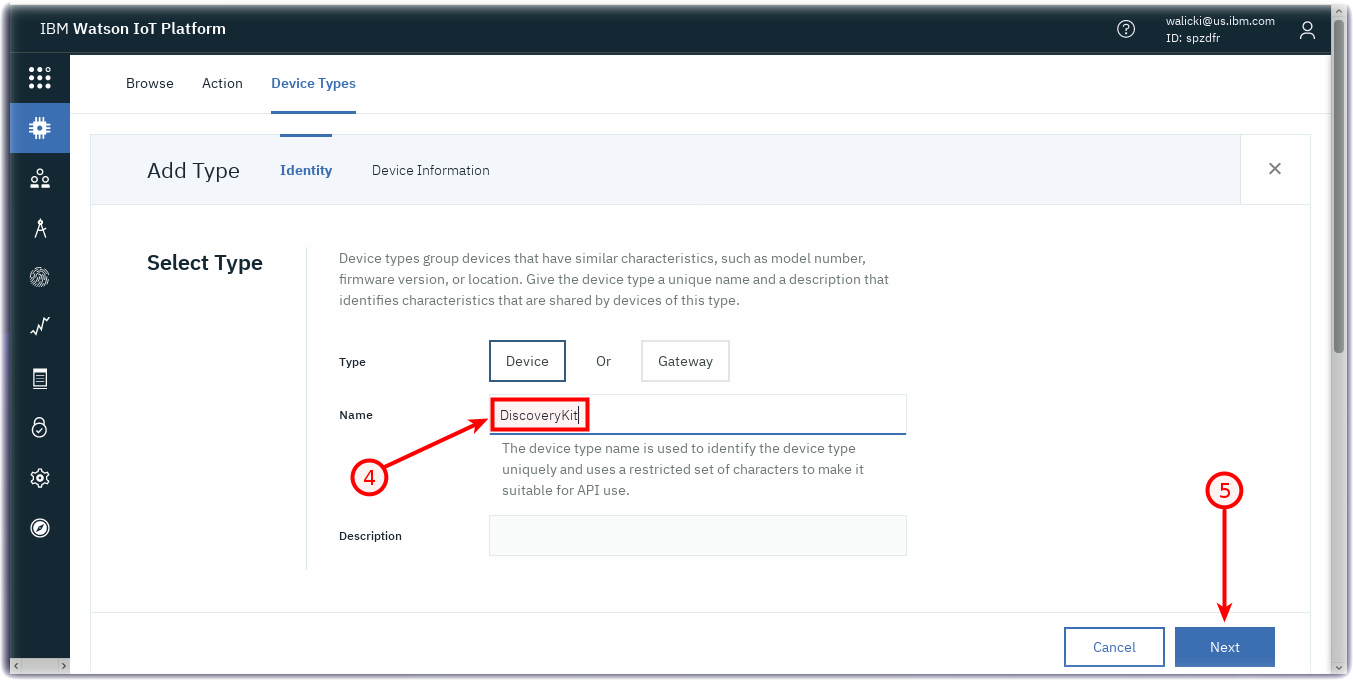 IBM Watson IoT Platform
walicki@us.ibm.com
ID: spzdfr
Browse Action Device Types
Add Type Identity Device Information
Select Type
Device types group devices that have similar characteristics, such as model number,
firmware version, or location. Give the device type a unique name and a description that
identifies characteristics that are shared by devices of this type.
Type Device Or Gateway
Name DiscoveryKit
The device type name is used to identify the device type
uniquely and uses a restricted set of characters to make it
suitable for API use.
4
5
Description
Cancel Next